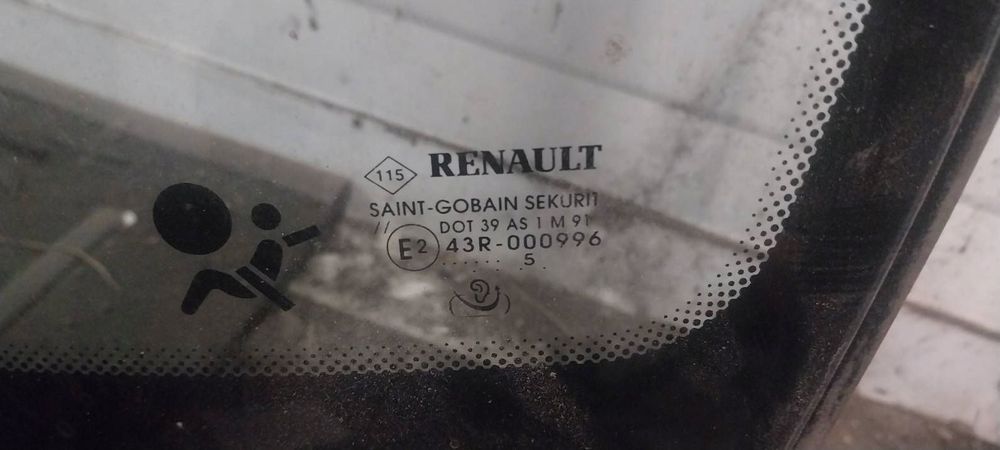 115 RENAULT
SAINT-GOBAIN SEKURIT
// DOT 39 AS 1 M 91
E2 43R-000996
..... 5 ..